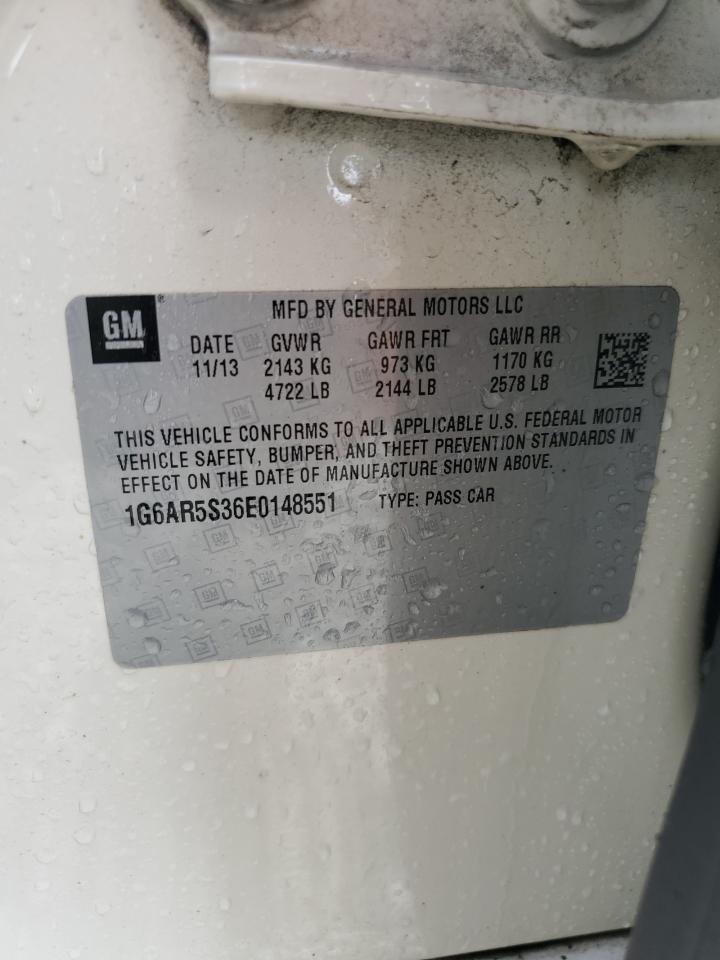 GM
MFD BY GENERAL MOTORS LLC
DATE GVWR GAWR FRT GAWR RR
11/13 2143 KG 973 KG 1170 KG
4722 LB 2144 LB 2578 LB
THIS VEHICLE CONFORMS TO ALL APPLICABLE U.S. FEDERAL MOTOR
VEHICLE SAFETY, BUMPER, AND THEFT PREVENTION STANDARDS IN
EFFECT ON THE DATE OF MANUFACTURE SHOWN ABOVE.
1G6AR5S36E0148551 TYPE: PASS CAR